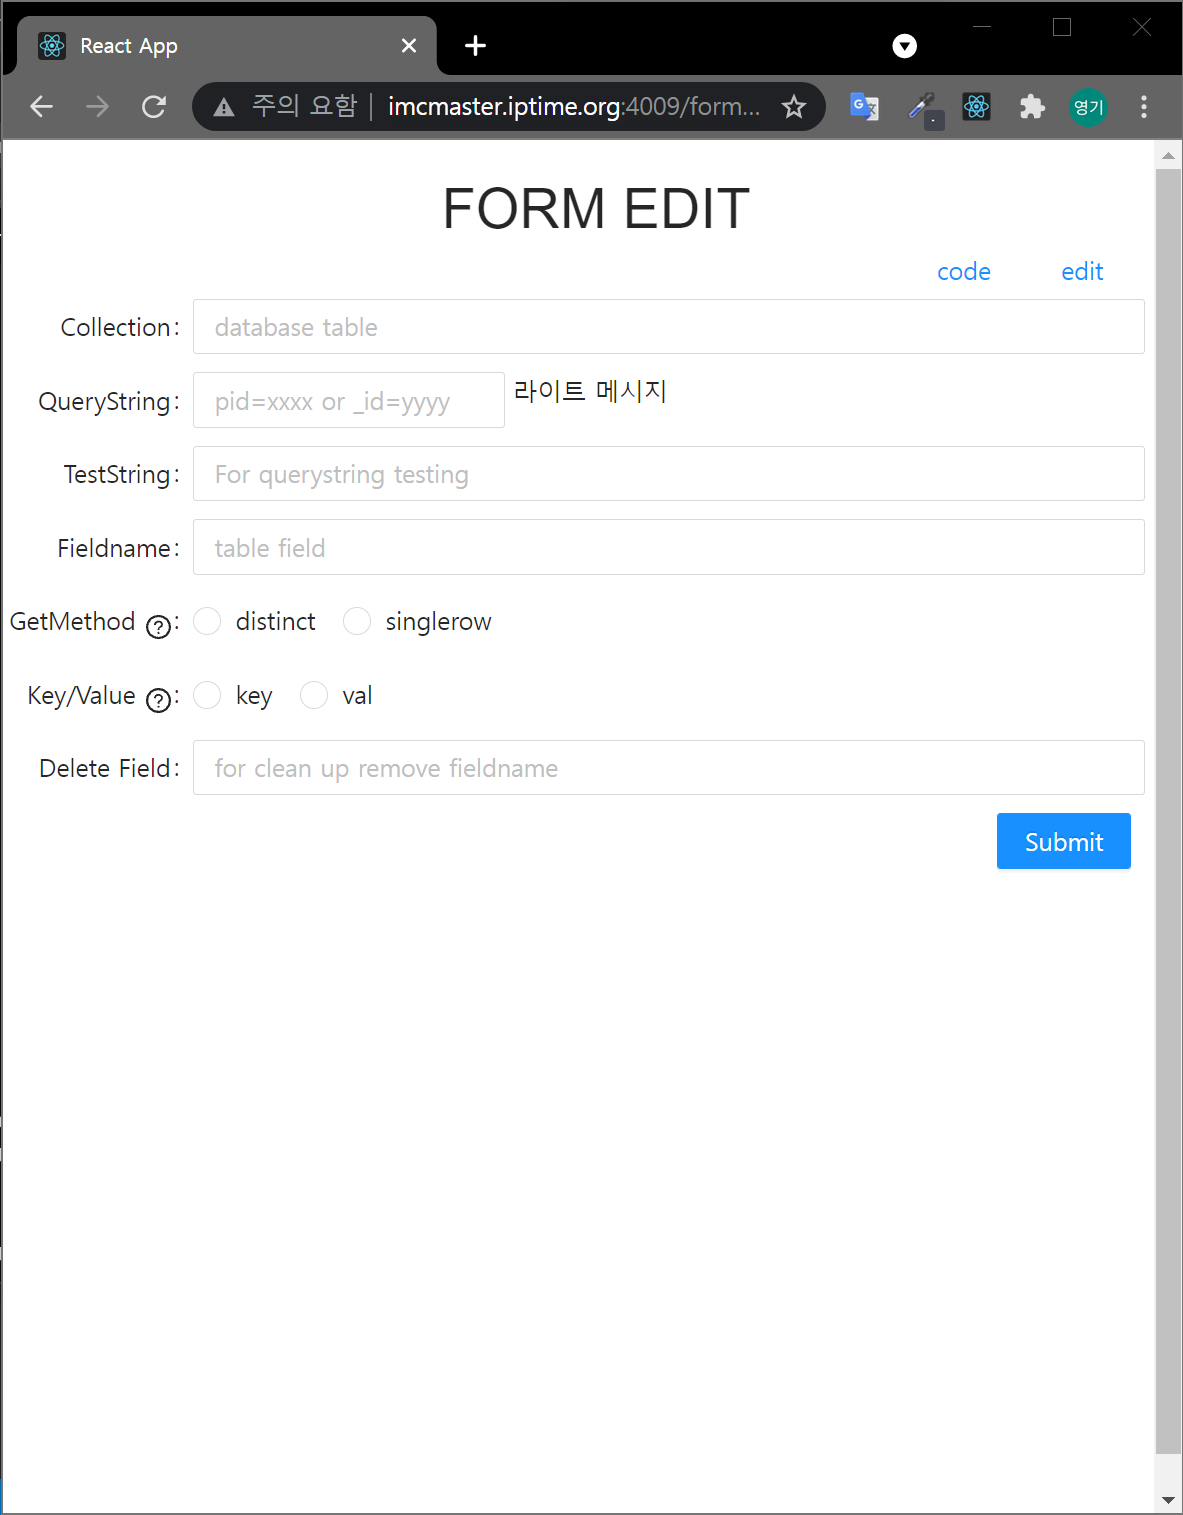 React App
주의 요함 | imcmaster.iptime.org:4009/form...
영기
FORM EDIT
code edit
Collection: database table
QueryString: pid=xxxx or _id=yyyy 라이트 메시지
TestString: For querystring testing
Fieldname: table field
GetMethod ?: distinct singlerow
Key/Value ?: key val
Delete Field: for clean up remove fieldname
Submit